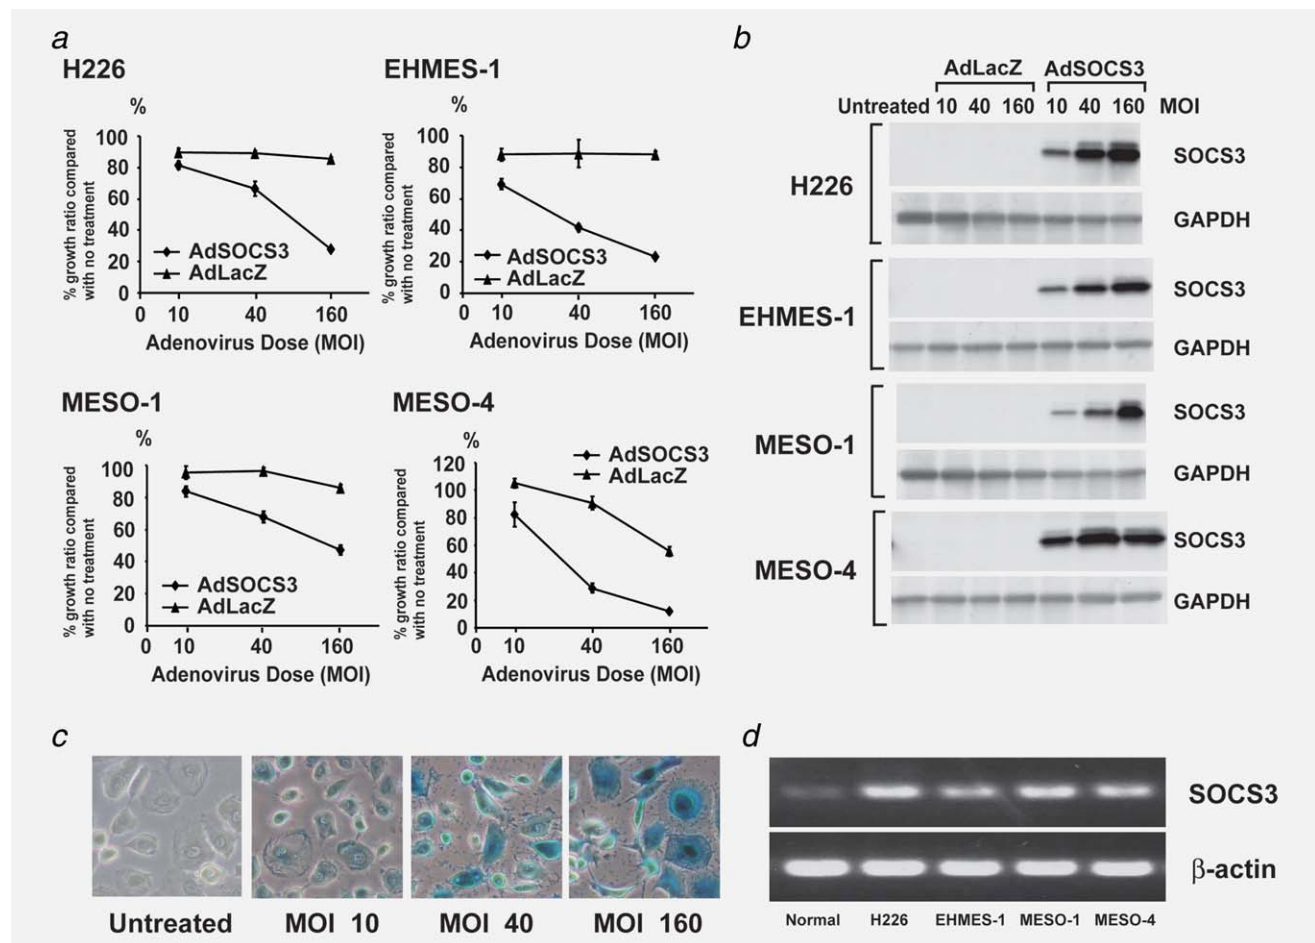 a
H226
%
% growth ratio compared
with no treatment
100
80
60
40
20
0
AdSOCS3
AdLacZ
10 40 160
Adenovirus Dose (MOI)
EHMES-1
%
% growth ratio compared
with no treatment
100
80
60
40
20
0
AdSOCS3
AdLacZ
10 40 160
Adenovirus Dose (MOI)
MESO-1
%
% growth ratio compared
with no treatment
100
80
60
40
20
0
AdSOCS3
AdLacZ
0 10 40 160
Adenovirus Dose (MOI)
MESO-4
%
% growth ratio compared
with no treatment
120
100
80
60
40
20
0
AdSOCS3
AdLacZ
0 10 40 160
Adenovirus Dose (MOI)
b
AdLacZ AdSOCS3
Untreated 10 40 160 10 40 160 MOI
H226
SOCS3
GAPDH
EHMES-1
SOCS3
GAPDH
MESO-1
SOCS3
GAPDH
MESO-4
SOCS3
GAPDH
c
Untreated MOI 10 MOI 40 MOI 160
d
SOCS3
β-actin
Normal H226 EHMES-1 MESO-1 MESO-4